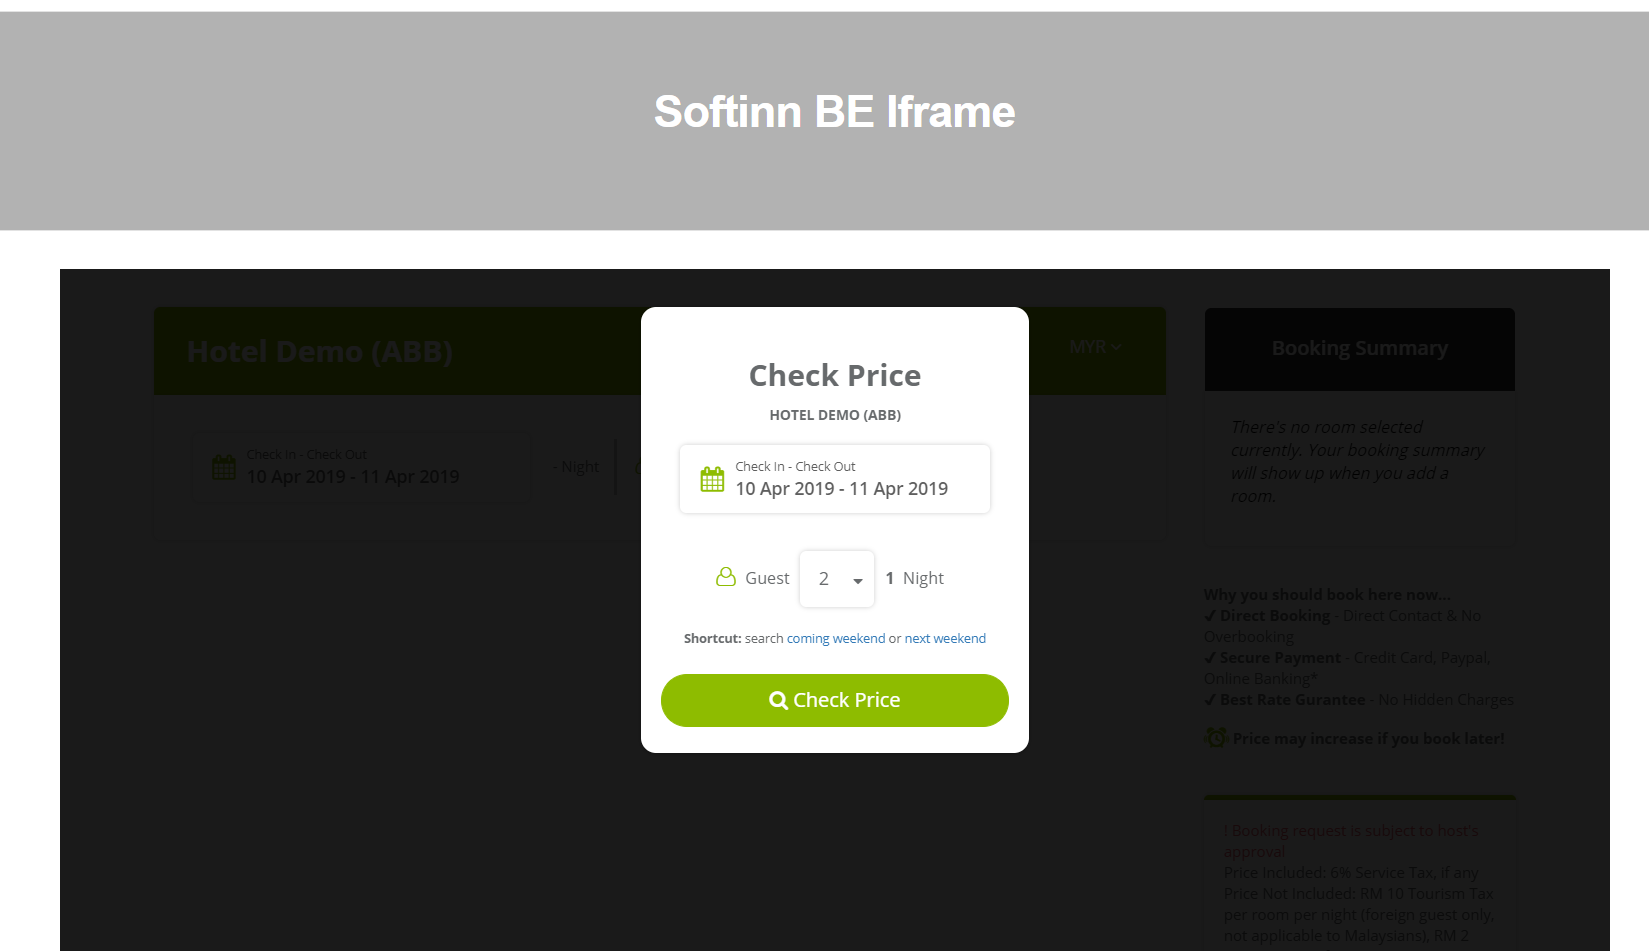 Softinn BE Iframe
Hotel Demo (ABB)
MYR
Check In - Check Out
10 Apr 2019 - 11 Apr 2019
- Night
Check Price
HOTEL DEMO (ABB)
Check In - Check Out
10 Apr 2019 - 11 Apr 2019
Guest 2 1 Night
Shortcut: search coming weekend or next weekend
Check Price
Booking Summary
There's no room selected
currently. Your booking summary
will show up when you add a
room.
Why you should book here now...
✔ Direct Booking - Direct Contact & No
Overbooking
✔ Secure Payment - Credit Card, Paypal,
Online Banking*
✔ Best Rate Gurantee - No Hidden Charges
Price may increase if you book later!
! Booking request is subject to host's
approval
Price Included: 6% Service Tax, if any
Price Not Included: RM 10 Tourism Tax
per room per night (foreign guest only,
not applicable to Malaysians), RM 2